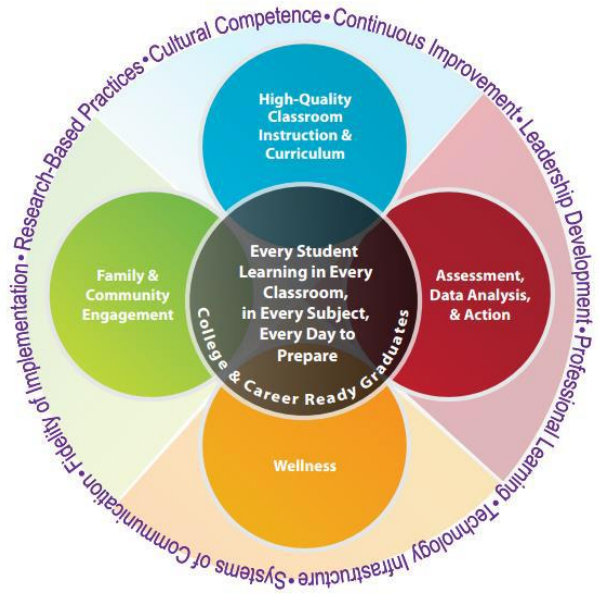 Cultural Competence • Continuous Improvement • Leadership Development • Professional Learning • Technology Infrastructure • Systems of Communication • Fidelity of Implementation • Research-Based Practices •
High-Quality
Classroom
Instruction &
Curriculum
Family &
Community
Engagement
Every Student
Learning in Every
Classroom,
in Every Subject,
Every Day to
Prepare
College & Career Ready Graduates
Assessment,
Data Analysis,
& Action
Wellness